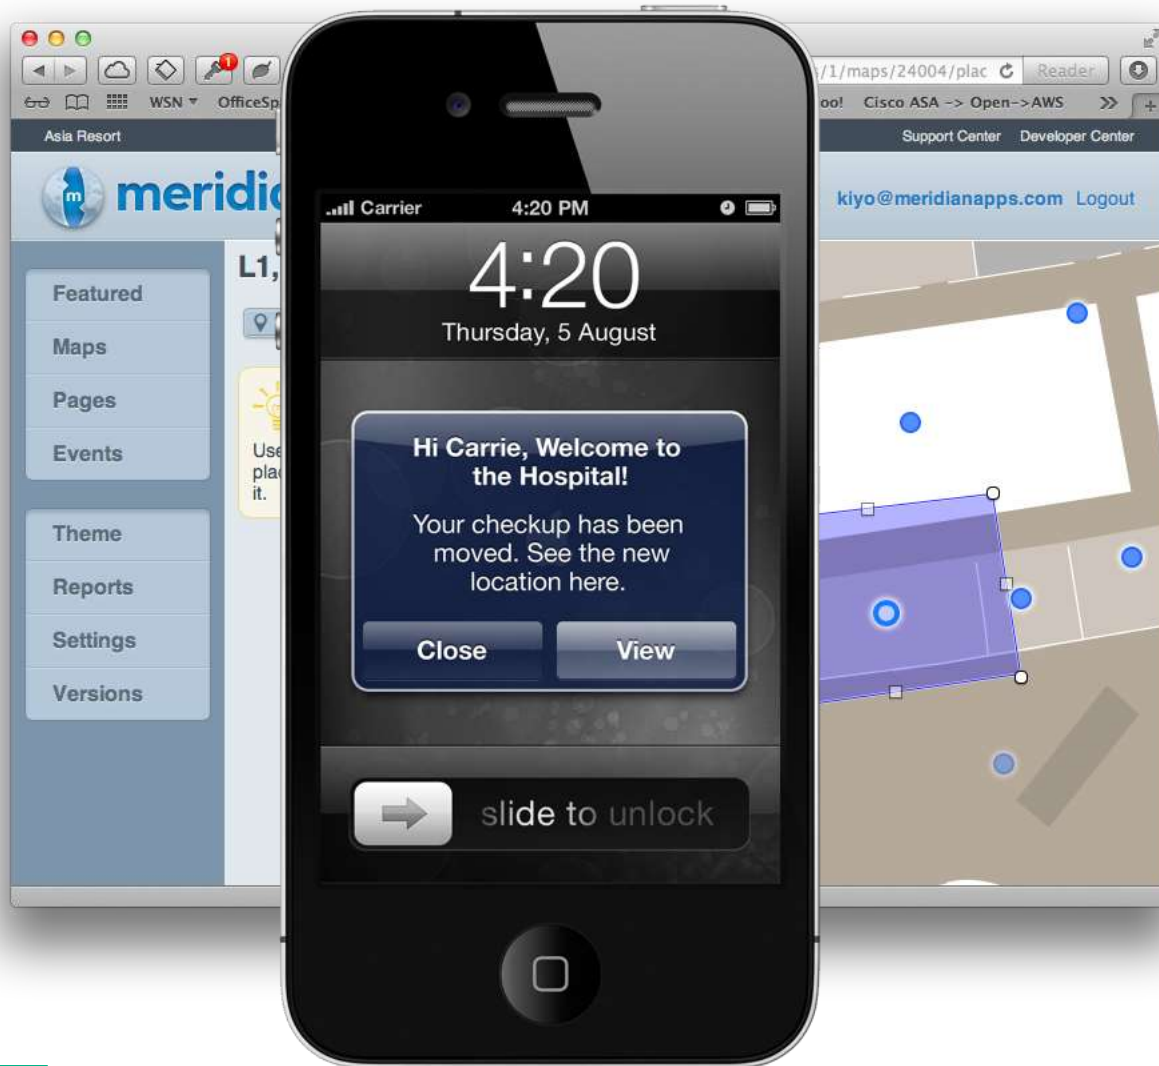 /1/maps/24004/plac
Reader
WSN
OfficeSp
oo!
Cisco ASA -> Open->AWS
Asia Resort
Support Center
Developer Center
m
meridia
kiyo@meridianapps.com Logout
Featured
Maps
Pages
Events
Theme
Reports
Settings
Versions
L1,
Use
pla
it.
Carrier
4:20 PM
4:20
Thursday, 5 August
Hi Carrie, Welcome to
the Hospital!
Your checkup has been
moved. See the new
location here.
Close
View
slide to unlock
1